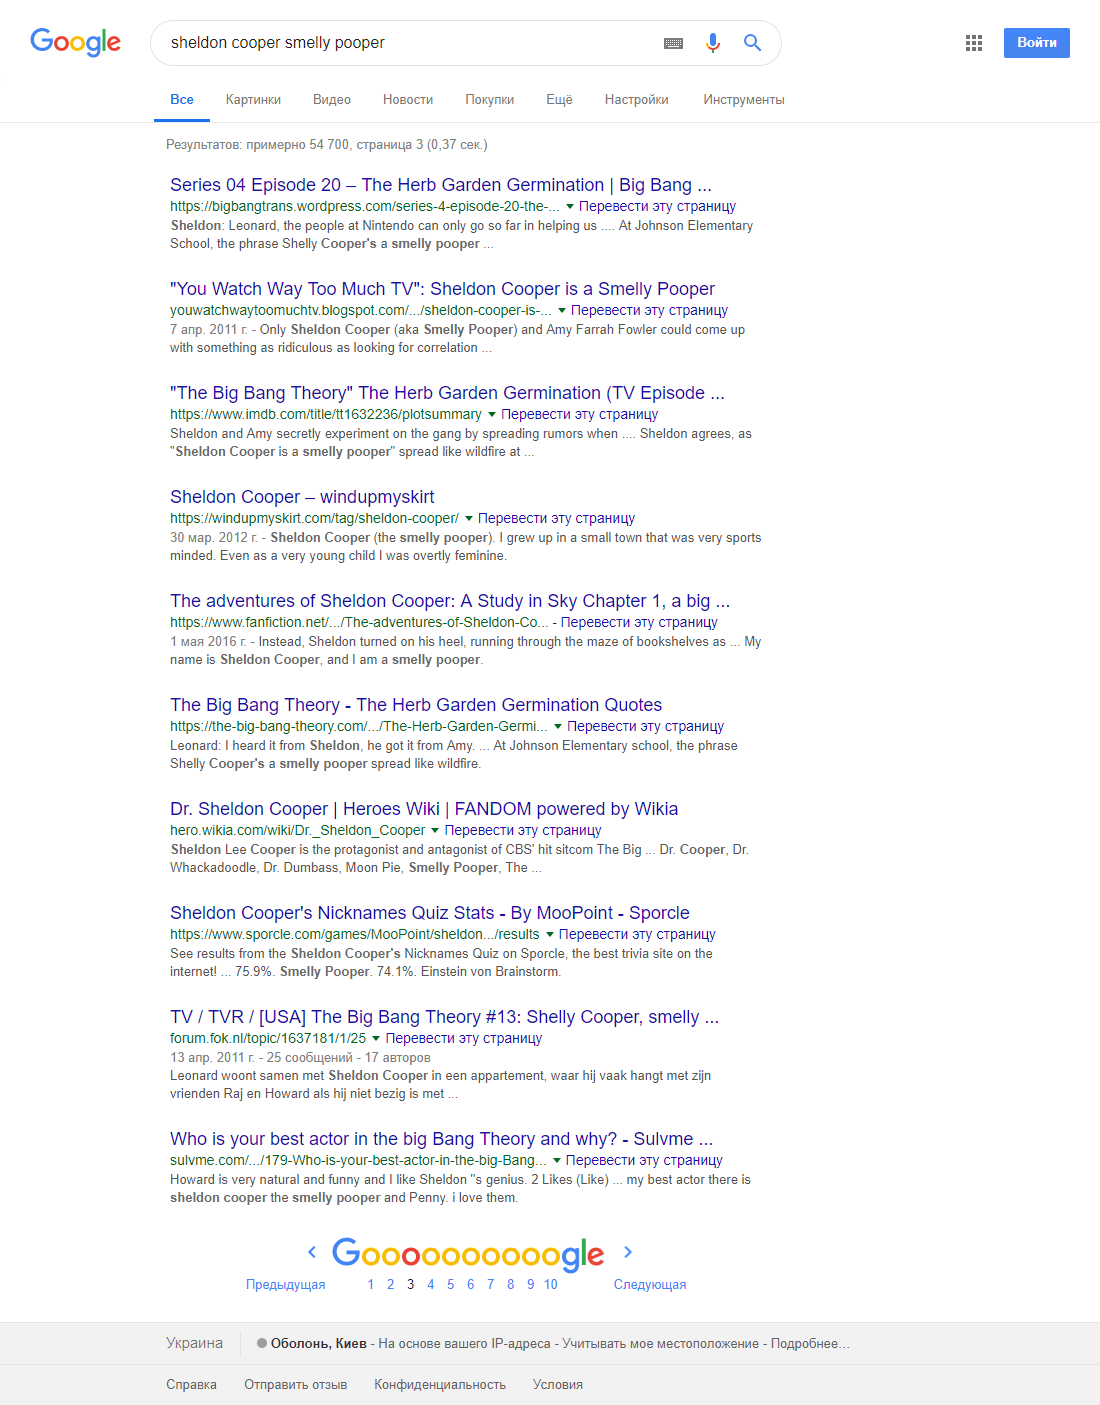 Google
sheldon cooper smelly pooper
Войти
Все Картинки Видео Новости Покупки Ещё Настройки Инструменты
Результатов: примерно 54 700, страница 3 (0,37 сек.)
Series 04 Episode 20 – The Herb Garden Germination | Big Bang ...
https://bigbangtrans.wordpress.com/series-4-episode-20-the-... Перевести эту страницу
Sheldon: Leonard, the people at Nintendo can only go so far in helping us .... At Johnson Elementary
School, the phrase Shelly Cooper's a smelly pooper ...
"You Watch Way Too Much TV": Sheldon Cooper is a Smelly Pooper
youwatchwaytoomuchtv.blogspot.com/.../sheldon-cooper-is-... Перевести эту страницу
7 апр. 2011 г. - Only Sheldon Cooper (aka Smelly Pooper) and Amy Farrah Fowler could come up
with something as ridiculous as looking for correlation ...
"The Big Bang Theory" The Herb Garden Germination (TV Episode ...
https://www.imdb.com/title/tt1632236/plotsummary Перевести эту страницу
Sheldon and Amy secretly experiment on the gang by spreading rumors when .... Sheldon agrees, as
"Sheldon Cooper is a smelly pooper" spread like wildfire at ...
Sheldon Cooper – windupmyskirt
https://windupmyskirt.com/tag/sheldon-cooper/ Перевести эту страницу
30 мар. 2012 г. - Sheldon Cooper (the smelly pooper). I grew up in a small town that was very sports
minded. Even as a very young child I was overtly feminine.
The adventures of Sheldon Cooper: A Study in Sky Chapter 1, a big ...
https://www.fanfiction.net/.../The-adventures-of-Sheldon-Co... - Перевести эту страницу
1 мая 2016 г. - Instead, Sheldon turned on his heel, running through the maze of bookshelves as ... My
name is Sheldon Cooper, and I am a smelly pooper.
The Big Bang Theory - The Herb Garden Germination Quotes
https://the-big-bang-theory.com/.../The-Herb-Garden-Germi... Перевести эту страницу
Leonard: I heard it from Sheldon, he got it from Amy. ... At Johnson Elementary school, the phrase
Shelly Cooper's a smelly pooper spread like wildfire.
Dr. Sheldon Cooper | Heroes Wiki | FANDOM powered by Wikia
hero.wikia.com/wiki/Dr._Sheldon_Cooper Перевести эту страницу
Sheldon Lee Cooper is the protagonist and antagonist of CBS' hit sitcom The Big ... Dr. Cooper, Dr.
Whackadoodle, Dr. Dumbass, Moon Pie, Smelly Pooper, The ...
Sheldon Cooper's Nicknames Quiz Stats - By MooPoint - Sporcle
https://www.sporcle.com/games/MooPoint/sheldon.../results Перевести эту страницу
See results from the Sheldon Cooper's Nicknames Quiz on Sporcle, the best trivia site on the
internet! ... 75.9%. Smelly Pooper. 74.1%. Einstein von Brainstorm.
TV / TVR / [USA] The Big Bang Theory #13: Shelly Cooper, smelly ...
forum.fok.nl/topic/1637181/1/25 Перевести эту страницу
13 апр. 2011 г. - 25 сообщений - 17 авторов
Leonard woont samen met Sheldon Cooper in een appartement, waar hij vaak hangt met zijn
vrienden Raj en Howard als hij niet bezig is met ...
Who is your best actor in the big Bang Theory and why? - Sulvme ...
sulvme.com/.../179-Who-is-your-best-actor-in-the-big-Bang... Перевести эту страницу
Howard is very natural and funny and I like Sheldon "s genius. 2 Likes (Like) ... my best actor there is
sheldon cooper the smelly pooper and Penny. i love them.
Goooooooooogle
Предыдущая 1 2 3 4 5 6 7 8 9 10 Следующая
Украина Оболонь, Киев - На основе вашего IP-адреса - Учитывать мое местоположение - Подробнее…
Справка Отправить отзыв Конфиденциальность Условия